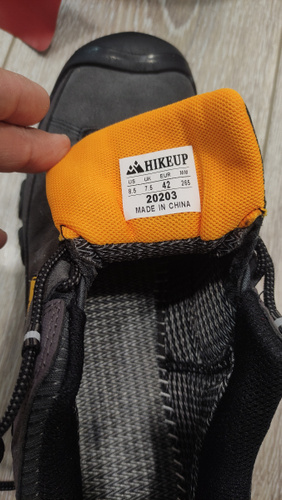 HIKEUP
US UK EUR MM
8.5 7.5 42 265
20203
MADE IN CHINA